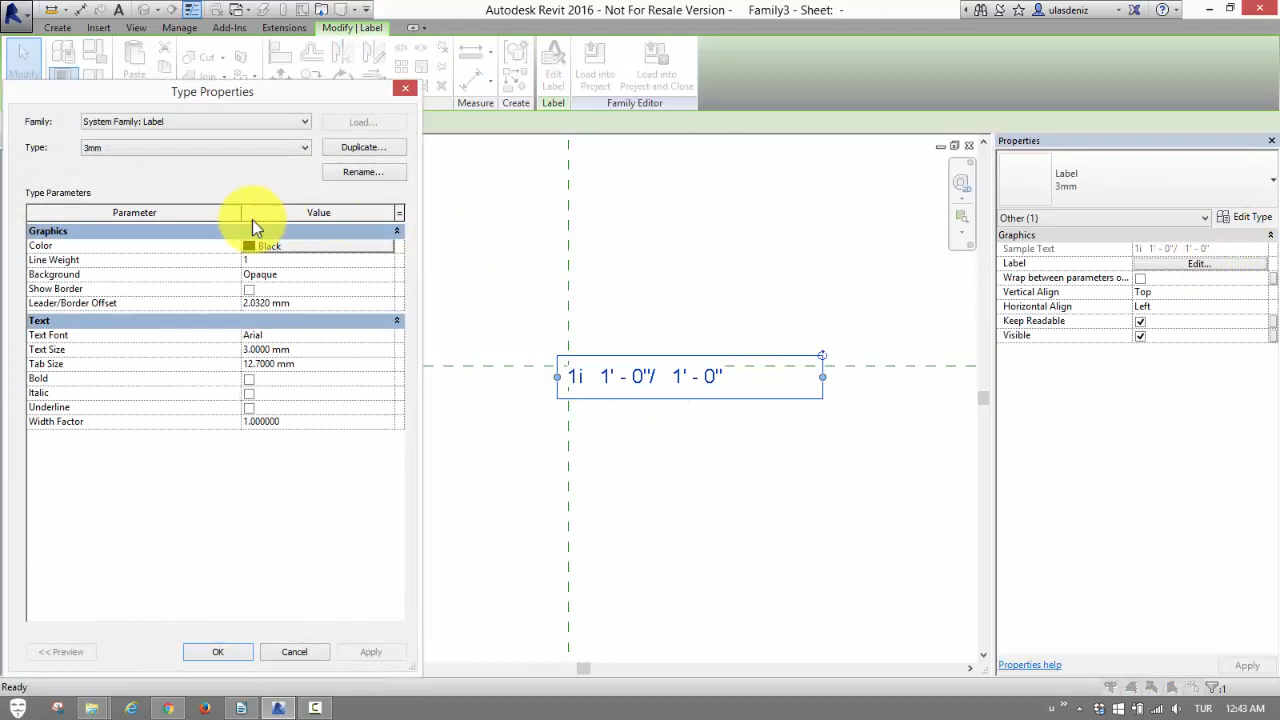 Autodesk Revit 2016 - Not For Resale Version - Family3 - Sheet: -
ulasdeniz
Create Insert View Manage Add-Ins Extensions Modify | Label
Modify
Paste
Cut
Join
Measure
Create
Edit Label
Label
Load into Project
Load into Project and Close
Family Editor
Type Properties
Family: System Family: Label Load...
Type: 3mm Duplicate...
Rename...
Type Parameters
Parameter Value =
Graphics
Color Black
Line Weight 1
Background Opaque
Show Border
Leader/Border Offset 2.0320 mm
Text
Text Font Arial
Text Size 3.0000 mm
Tab Size 12.7000 mm
Bold
Italic
Underline
Width Factor 1.000000
<< Preview OK Cancel Apply
1i 1' - 0"/ 1' - 0"
Properties
Label
3mm
Other (1) Edit Type
Graphics
Sample Text 1i 1' - 0"/ 1' - 0"
Label Edit...
Wrap between parameters o...
Vertical Align Top
Horizontal Align Left
Keep Readable
Visible
Properties help Apply
Ready
:1
TUR 12:43 AM